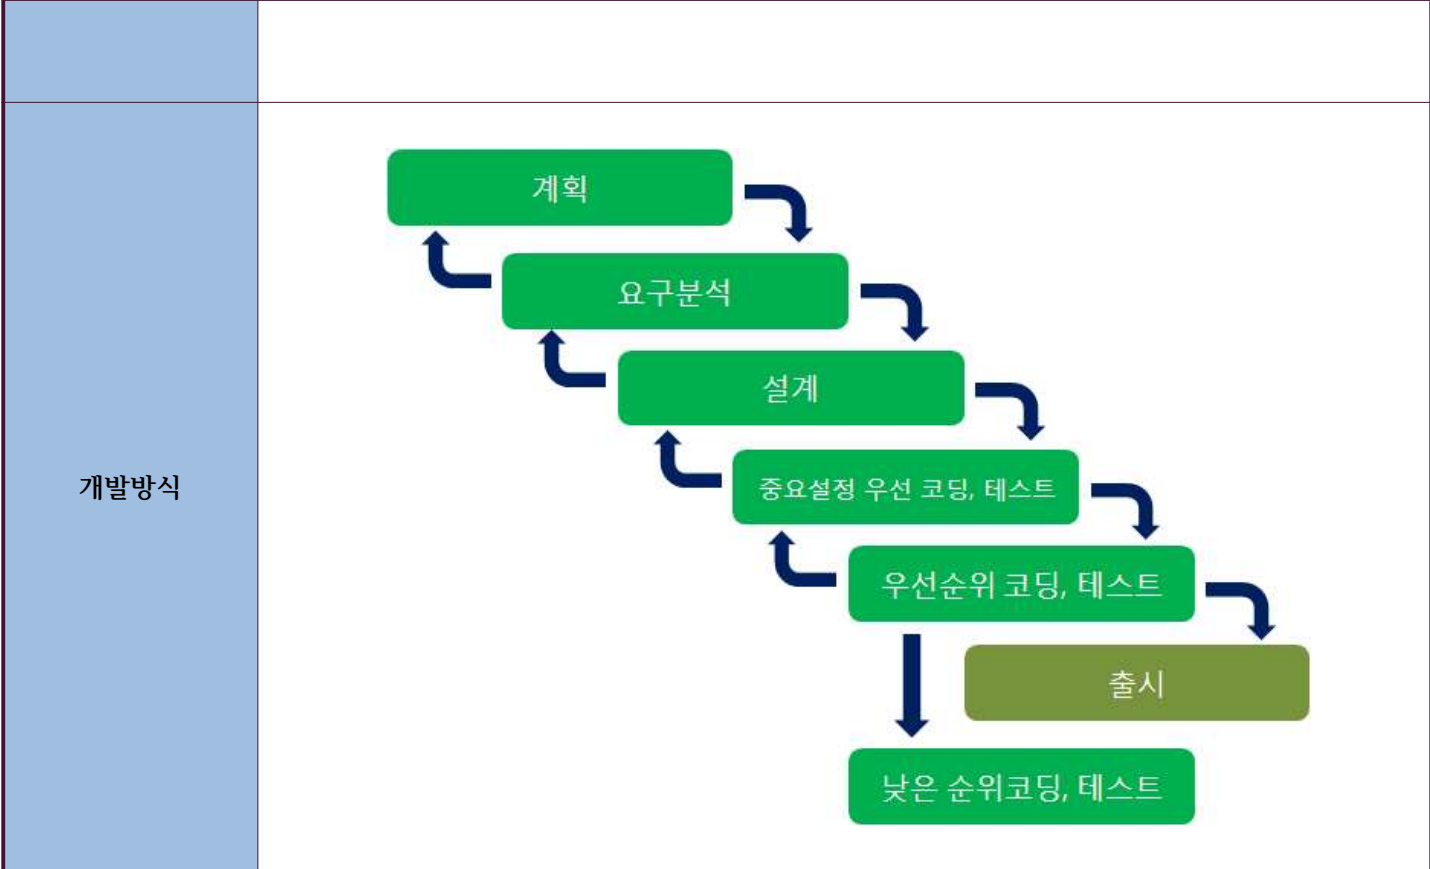 계획
요구분석
설계
개발방식
중요설정 우선 코딩, 테스트
우선순위 코딩, 테스트
출시
낮은 순위코딩, 테스트